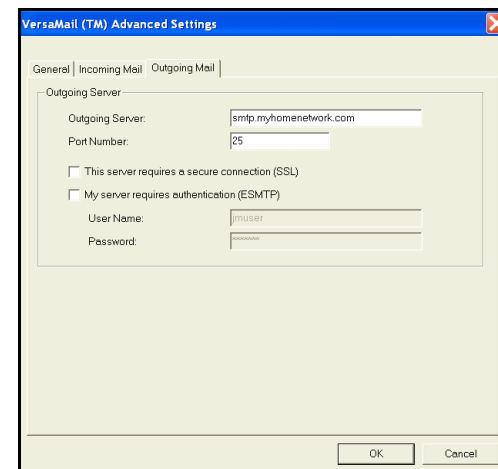 VersaMail (TM) Advanced Settings
General Incoming Mail Outgoing Mail
Outgoing Server
Outgoing Server: smtp.myhomenetwork.com
Port Number: 25
This server requires a secure connection (SSL)
My server requires authentication (ESMTP)
User Name: jmuser
Password: ******
OK Cancel